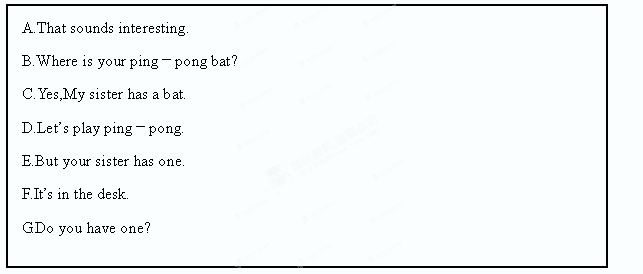 A.That sounds interesting.
B.Where is your ping－pong bat?
C.Yes,My sister has a bat.
D.Let's play ping－pong.
E.But your sister has one.
F.It's in the desk.
G.Do you have one?